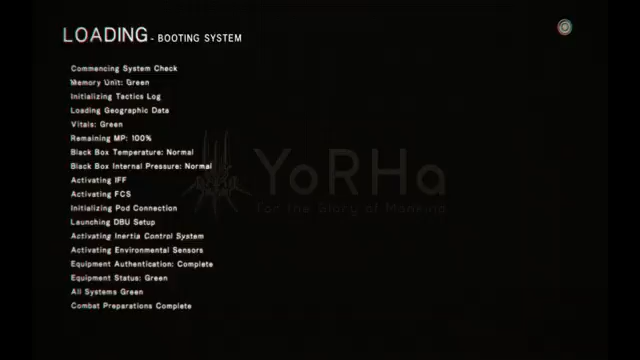 LOADING - BOOTING SYSTEM
Commencing System Check
Memory Unit: Green
Initializing Tactics Log
Loading Geographic Data
Vitals: Green
Remaining MP: 100%
Black Box Temperature: Normal
Black Box Internal Pressure: Normal
Activating IFF
Activating FCS
Initializing Pod Connection
Launching DBU Setup
Activating Inertia Control System
Activating Environmental Sensors
Equipment Authentication: Complete
Equipment Status: Green
All Systems Green
Combat Preparations Complete
YoRHa
For the Glory of Mankind